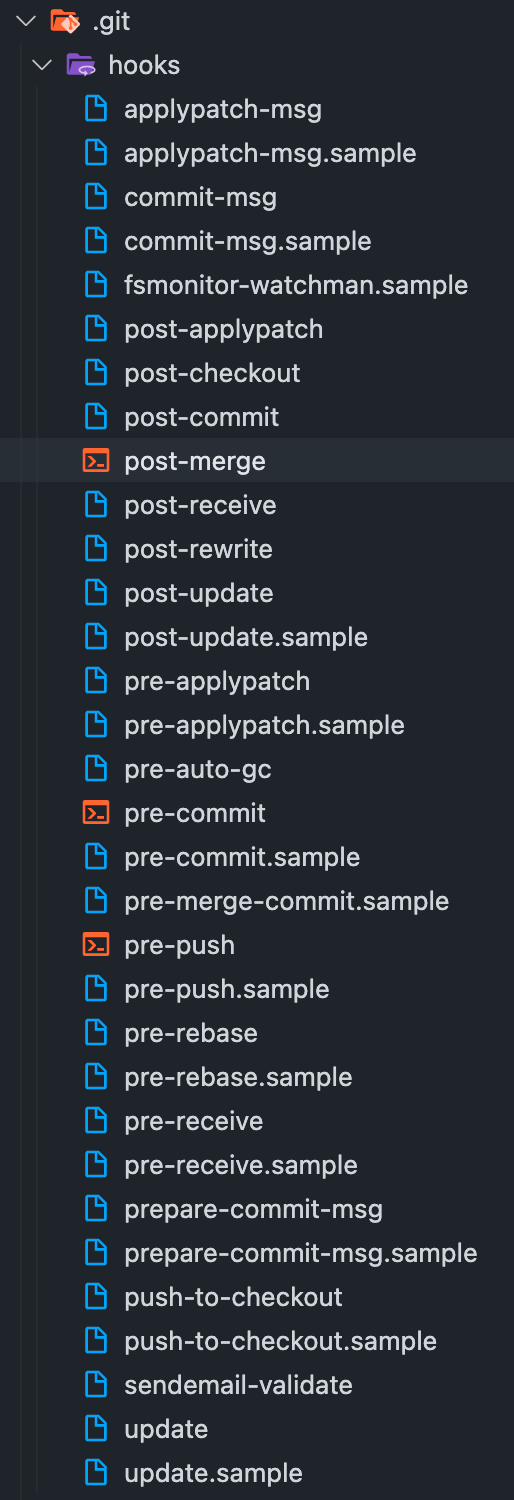 .git
hooks
applypatch-msg
applypatch-msg.sample
commit-msg
commit-msg.sample
fsmonitor-watchman.sample
post-applypatch
post-checkout
post-commit
post-merge
post-receive
post-rewrite
post-update
post-update.sample
pre-applypatch
pre-applypatch.sample
pre-auto-gc
pre-commit
pre-commit.sample
pre-merge-commit.sample
pre-push
pre-push.sample
pre-rebase
pre-rebase.sample
pre-receive
pre-receive.sample
prepare-commit-msg
prepare-commit-msg.sample
push-to-checkout
push-to-checkout.sample
sendemail-validate
update
update.sample